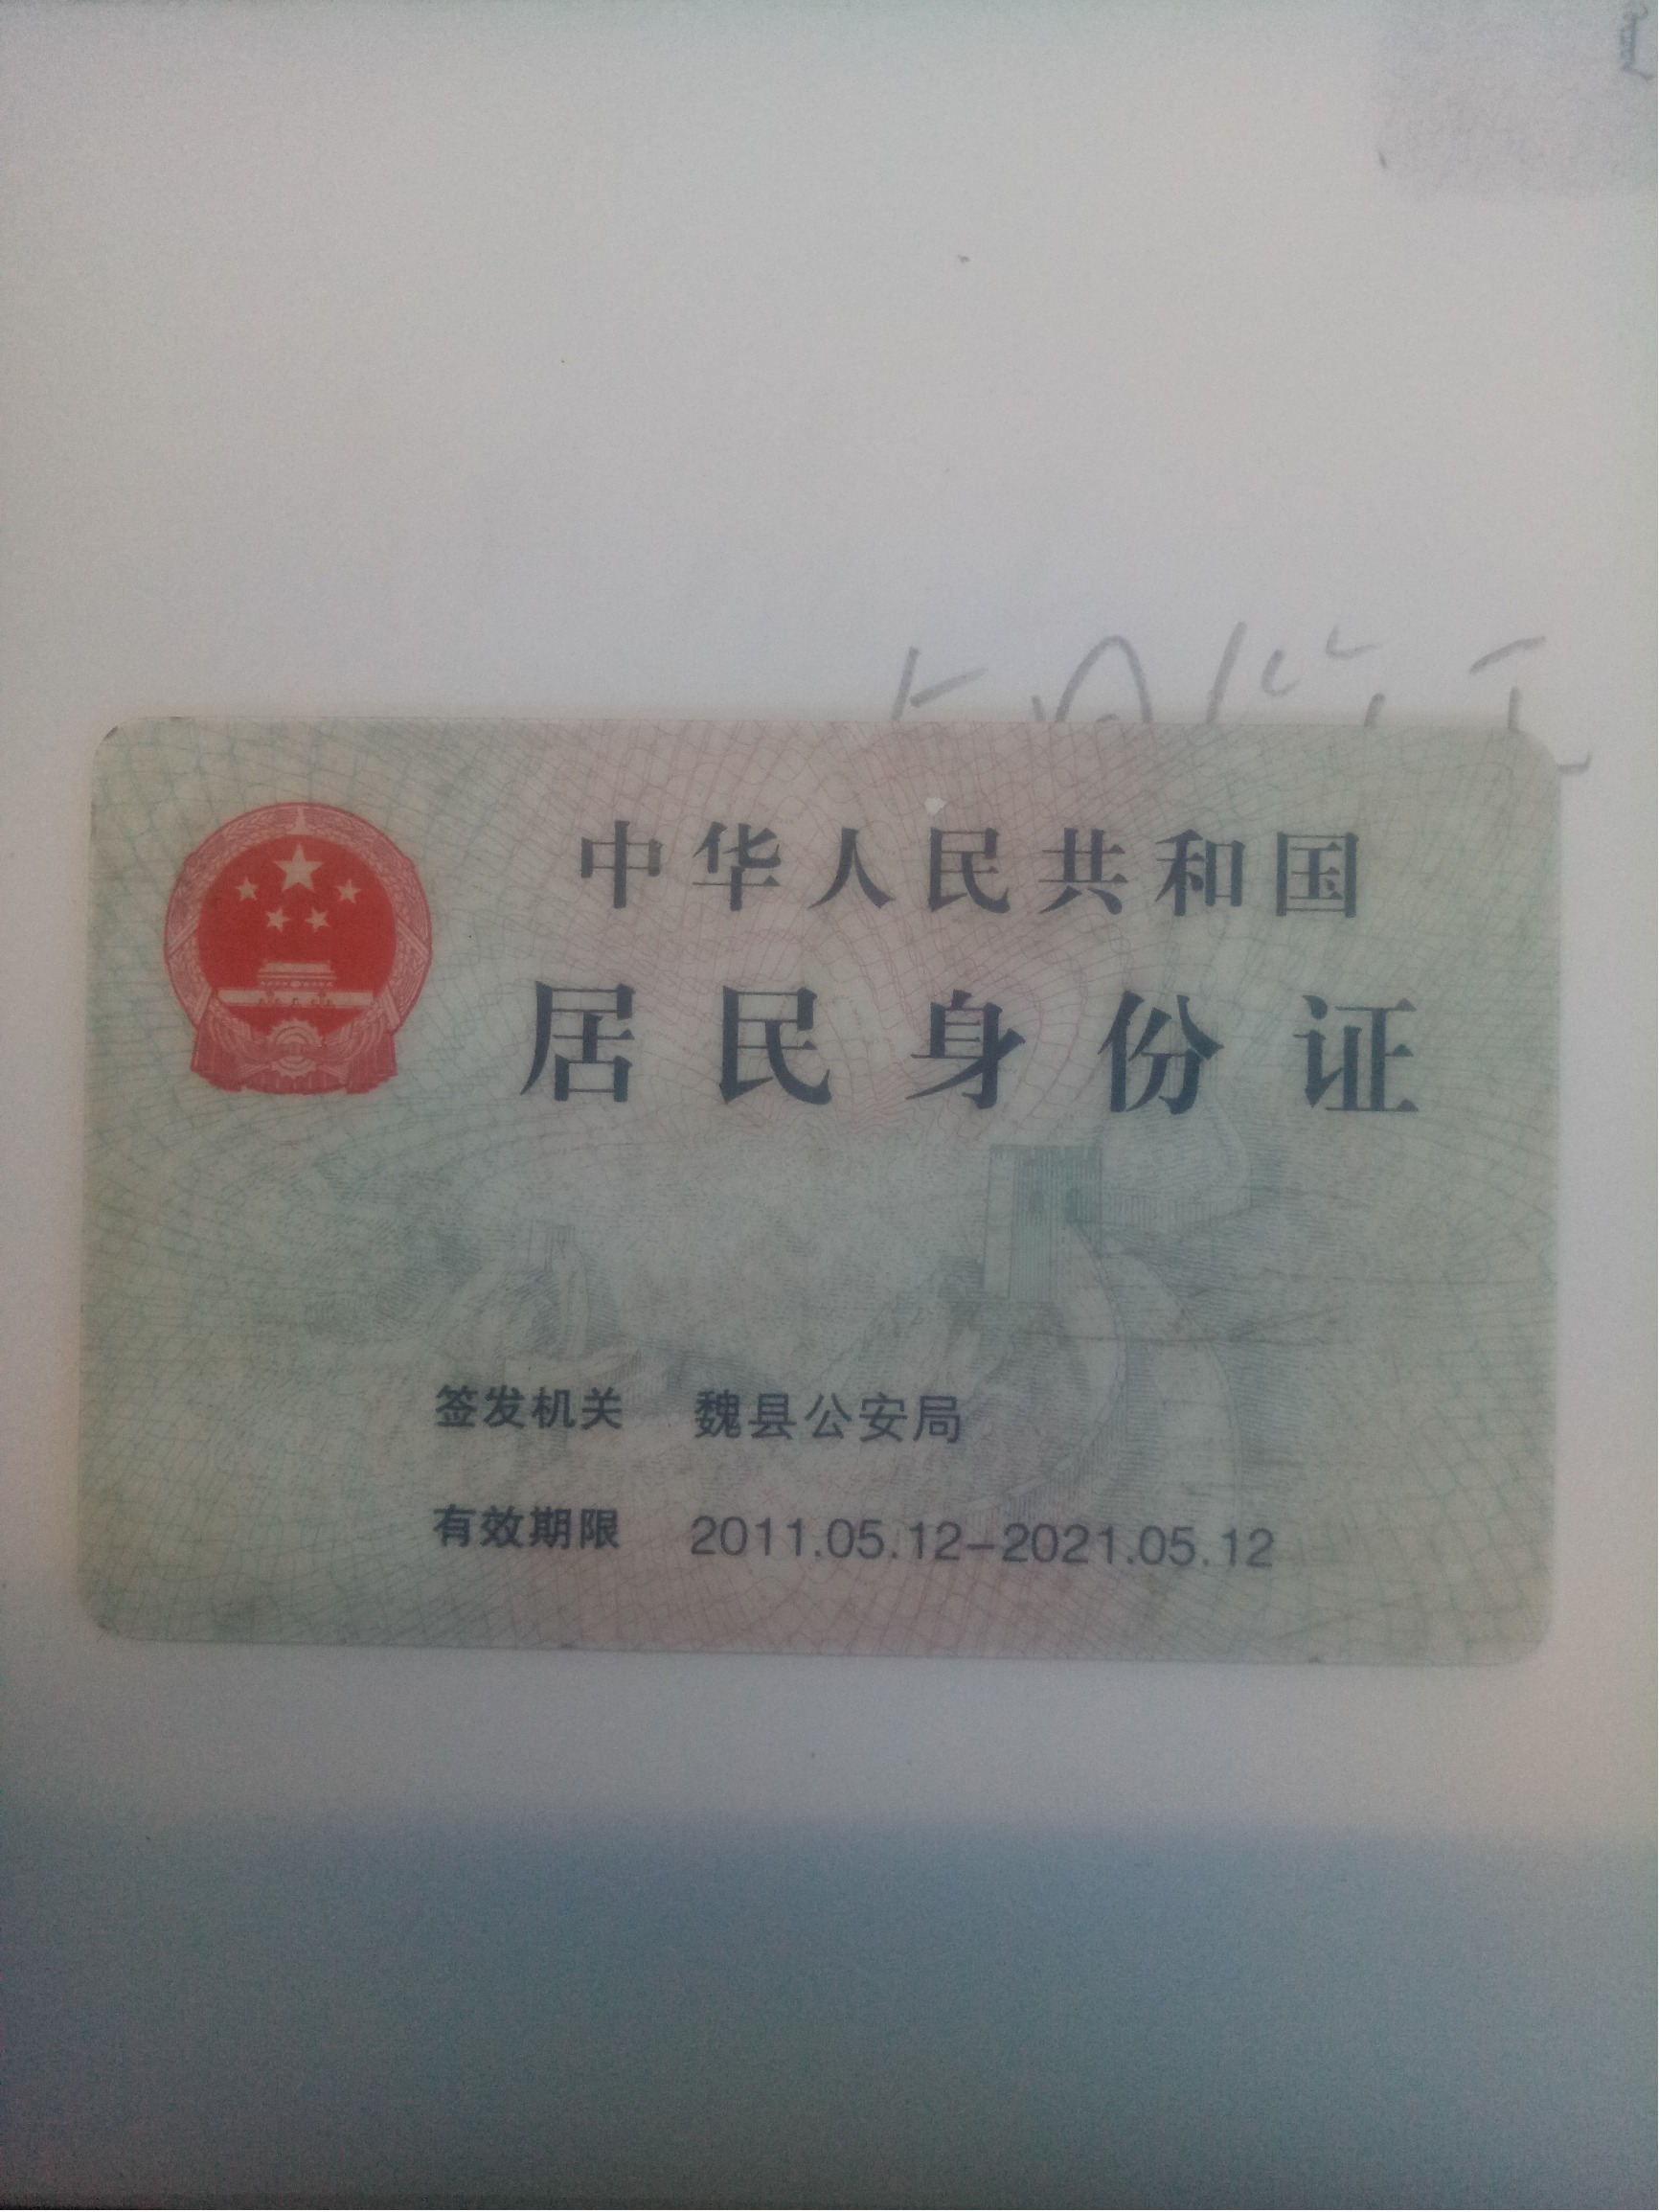 中华人民共和国
居民身份证
签发机关 魏县公安局
有效期限 2011.05.12-2021.05.12